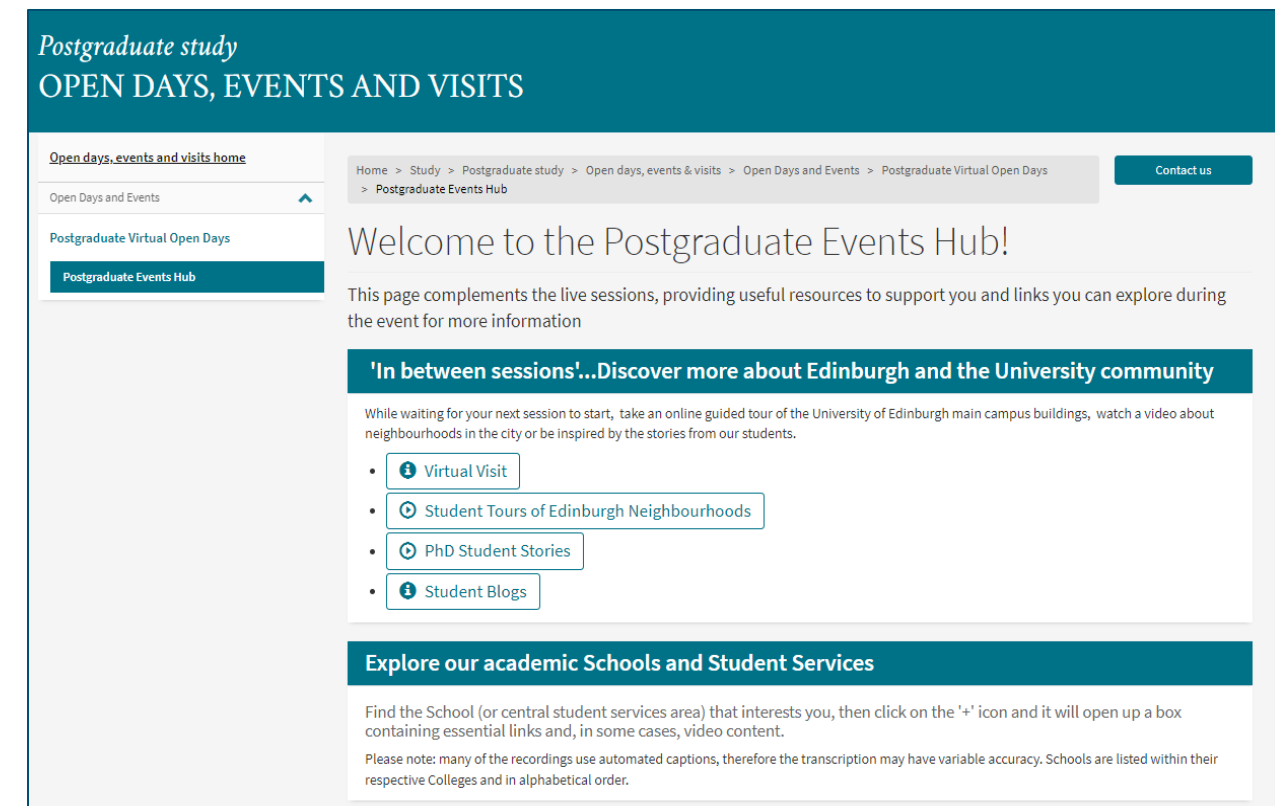 Postgraduate study
OPEN DAYS, EVENTS AND VISITS
Open days, events and visits home
Open Days and Events
Postgraduate Virtual Open Days
Postgraduate Events Hub
Home > Study > Postgraduate study > Open days, events & visits > Open Days and Events > Postgraduate Virtual Open Days
> Postgraduate Events Hub
Contact us
Welcome to the Postgraduate Events Hub!
This page complements the live sessions, providing useful resources to support you and links you can explore during
the event for more information
'In between sessions'...Discover more about Edinburgh and the University community
While waiting for your next session to start, take an online guided tour of the University of Edinburgh main campus buildings, watch a video about
neighbourhoods in the city or be inspired by the stories from our students.
• Virtual Visit
• Student Tours of Edinburgh Neighbourhoods
• PhD Student Stories
• Student Blogs
Explore our academic Schools and Student Services
Find the School (or central student services area) that interests you, then click on the '+' icon and it will open up a box
containing essential links and, in some cases, video content.
Please note: many of the recordings use automated captions, therefore the transcription may have variable accuracy. Schools are listed within their
respective Colleges and in alphabetical order.